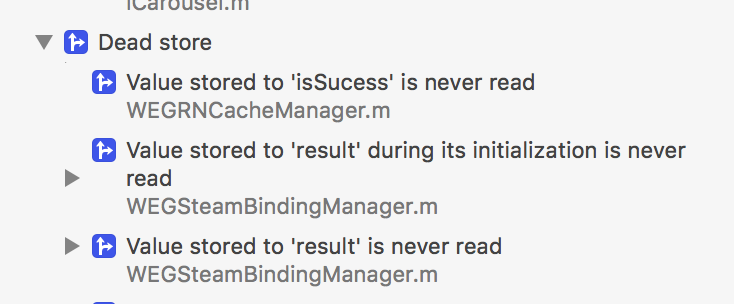 iCarousel.m
Dead store
Value stored to 'isSucess' is never read
WEGRNCacheManager.m
Value stored to 'result' during its initialization is never
read
WEGSteamBindingManager.m
Value stored to 'result' is never read
WEGSteamBindingManager.m